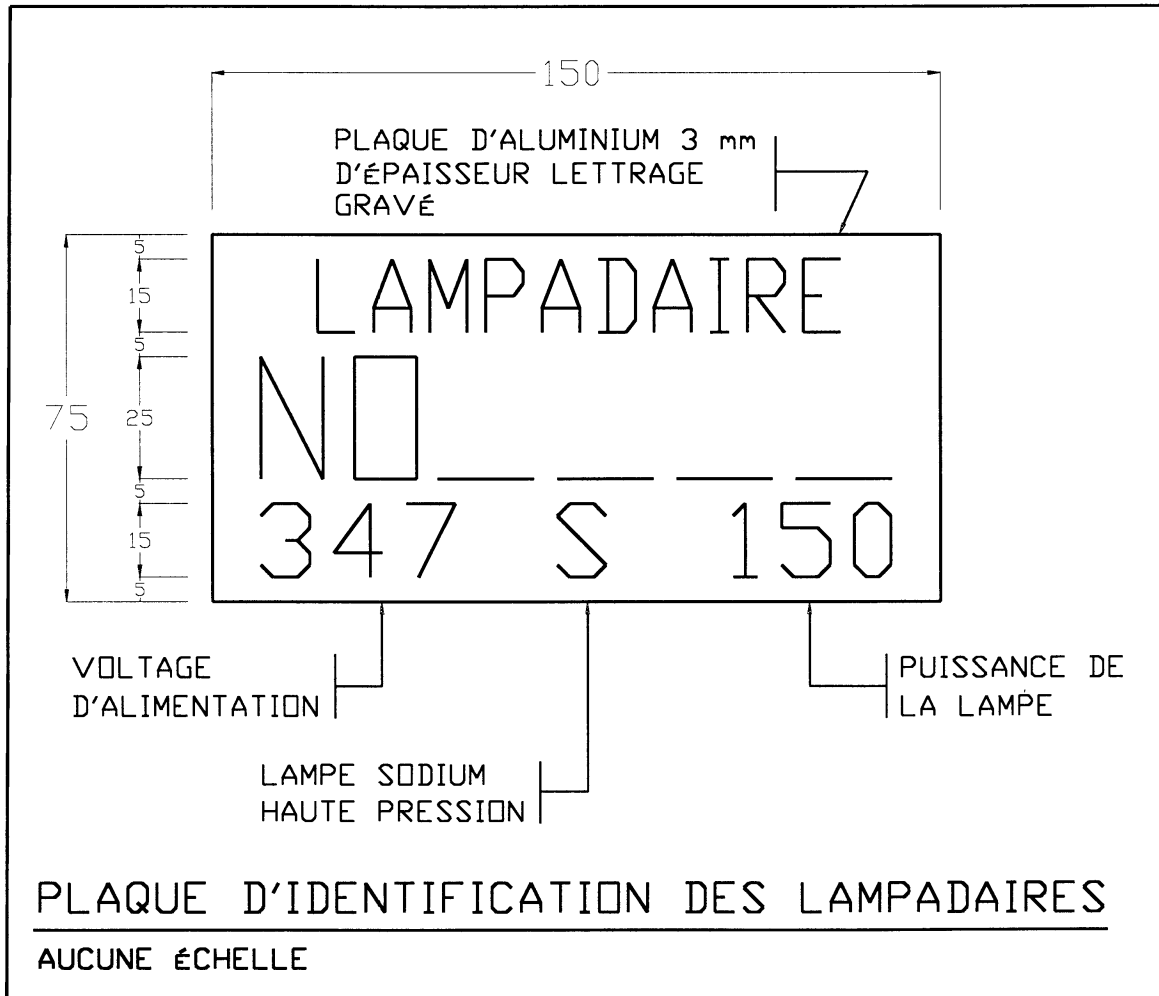 150
PLAQUE D'ALUMINIUM 3 mm
D'ÉPAISSEUR LETTRAGE
GRAVÉ
5
15
5
75
25
5
15
5
LAMPADAIRE
NO _ _ _ _
347 S 150
VOLTAGE
D'ALIMENTATION
PUISSANCE DE
LA LAMPE
LAMPE SODIUM
HAUTE PRESSION
PLAQUE D'IDENTIFICATION DES LAMPADAIRES
AUCUNE ÉCHELLE